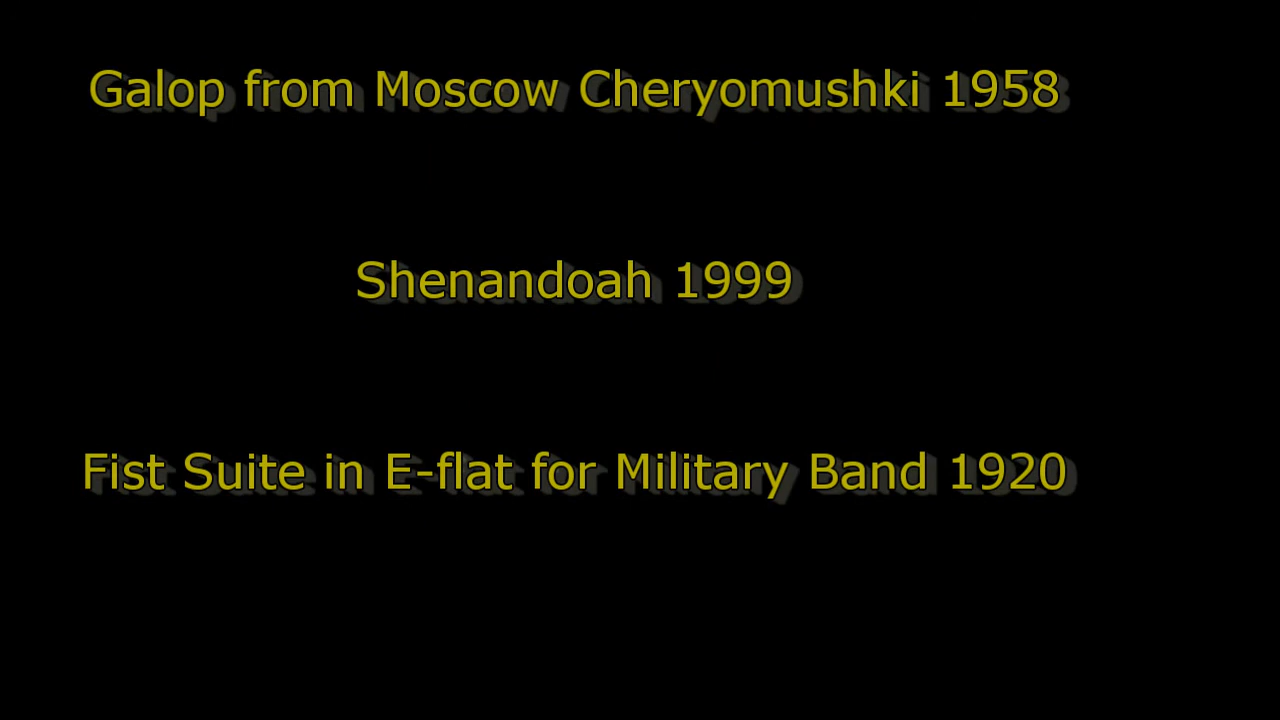 Galop from Moscow Cheryomushki 1958
Shenandoah 1999
Fist Suite in E-flat for Military Band 1920